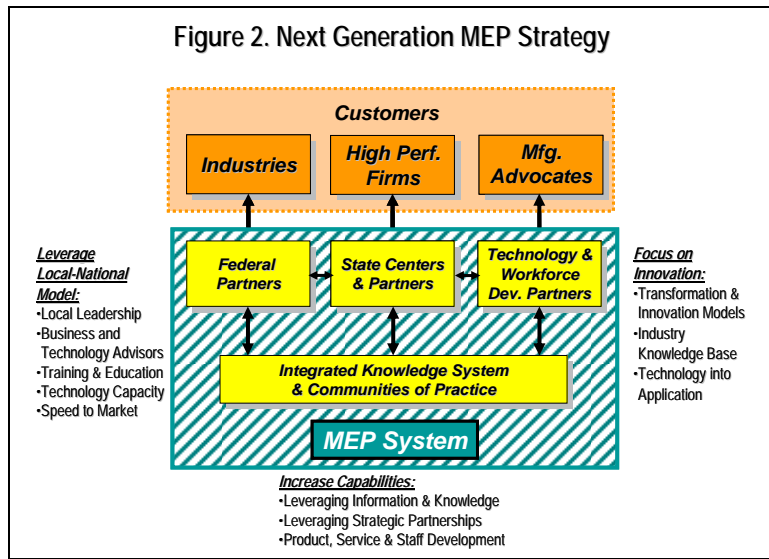 Figure 2. Next Generation MEP Strategy
Customers
Industries
High Perf.
Firms
Mfg.
Advocates
Leverage
Local-National
Model:
•Local Leadership
•Business and
Technology Advisors
•Training & Education
•Technology Capacity
•Speed to Market
Federal
Partners
State Centers
& Partners
Technology &
Workforce
Dev. Partners
Integrated Knowledge System
& Communities of Practice
MEP System
Focus on
Innovation:
•Transformation &
Innovation Models
•Industry
Knowledge Base
•Technology into
Application
Increase Capabilities:
•Leveraging Information & Knowledge
•Leveraging Strategic Partnerships
•Product, Service & Staff Development